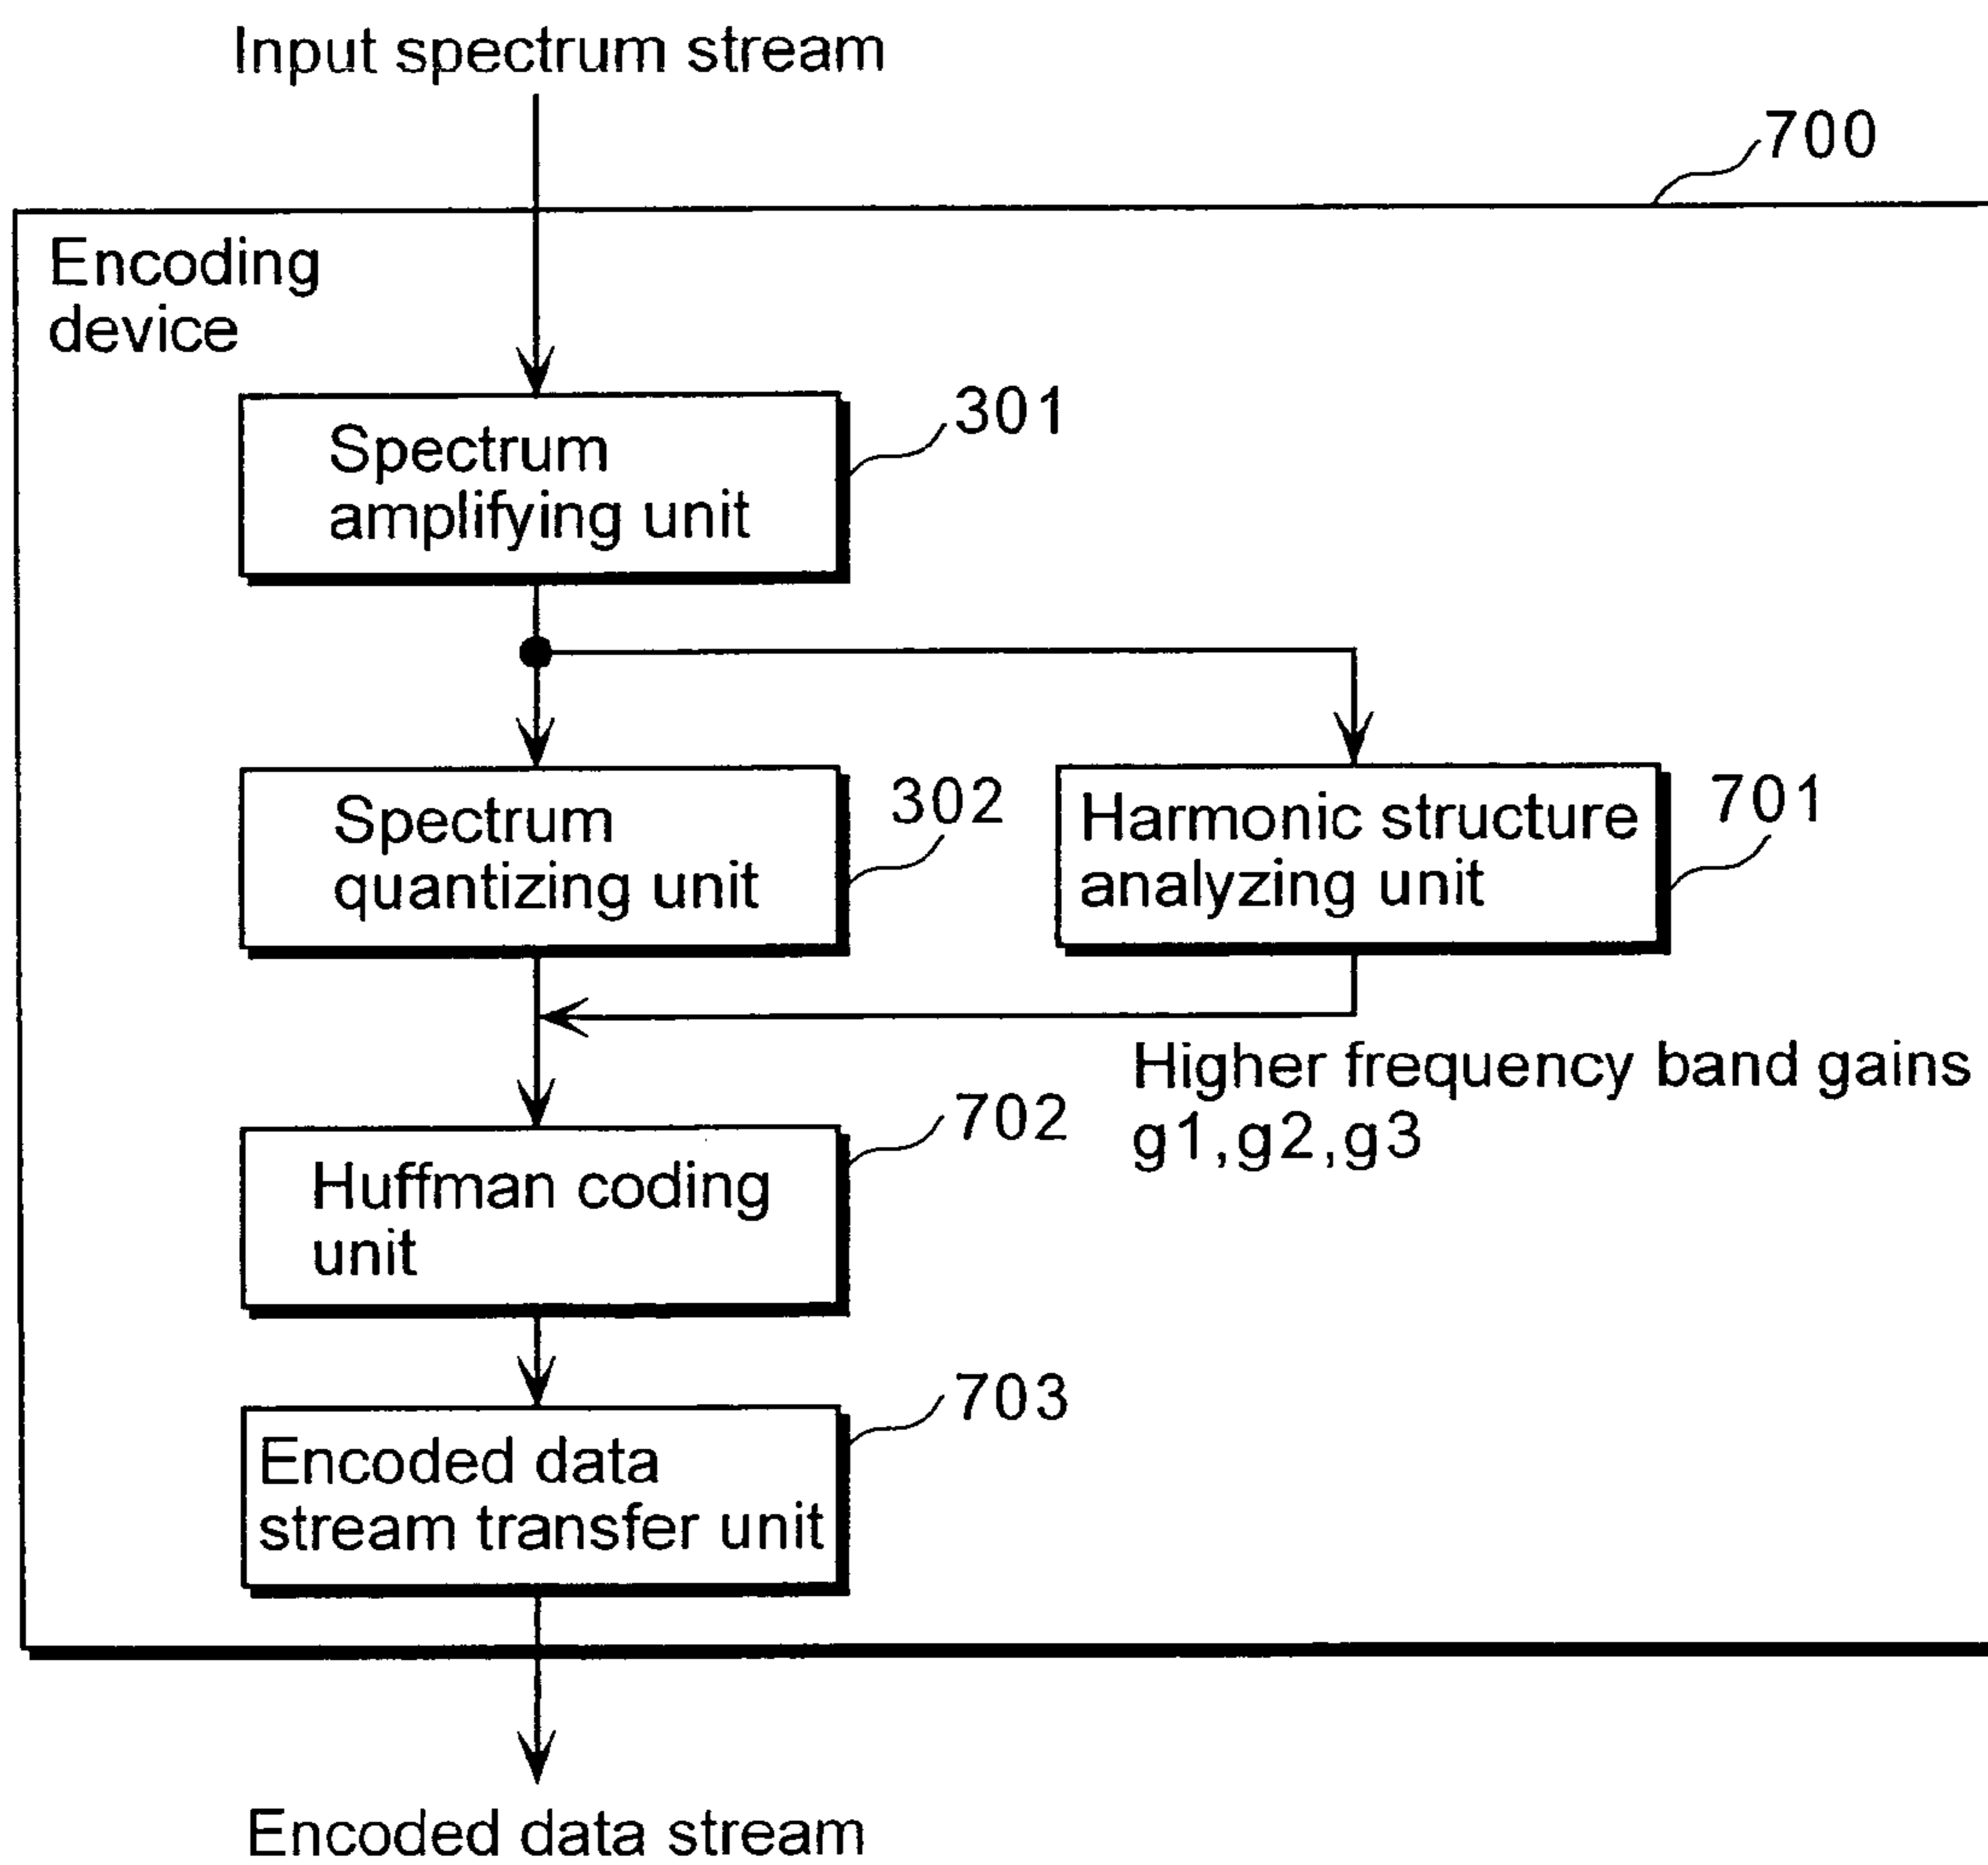 Input spectrum stream
700
Encoding
device
301
Spectrum
amplifying unit
302
Spectrum
quantizing unit
701
Harmonic structure
analyzing unit
Higher frequency band gains
g1,g2,g3
702
Huffman coding
unit
703
Encoded data
stream transfer unit
Encoded data stream